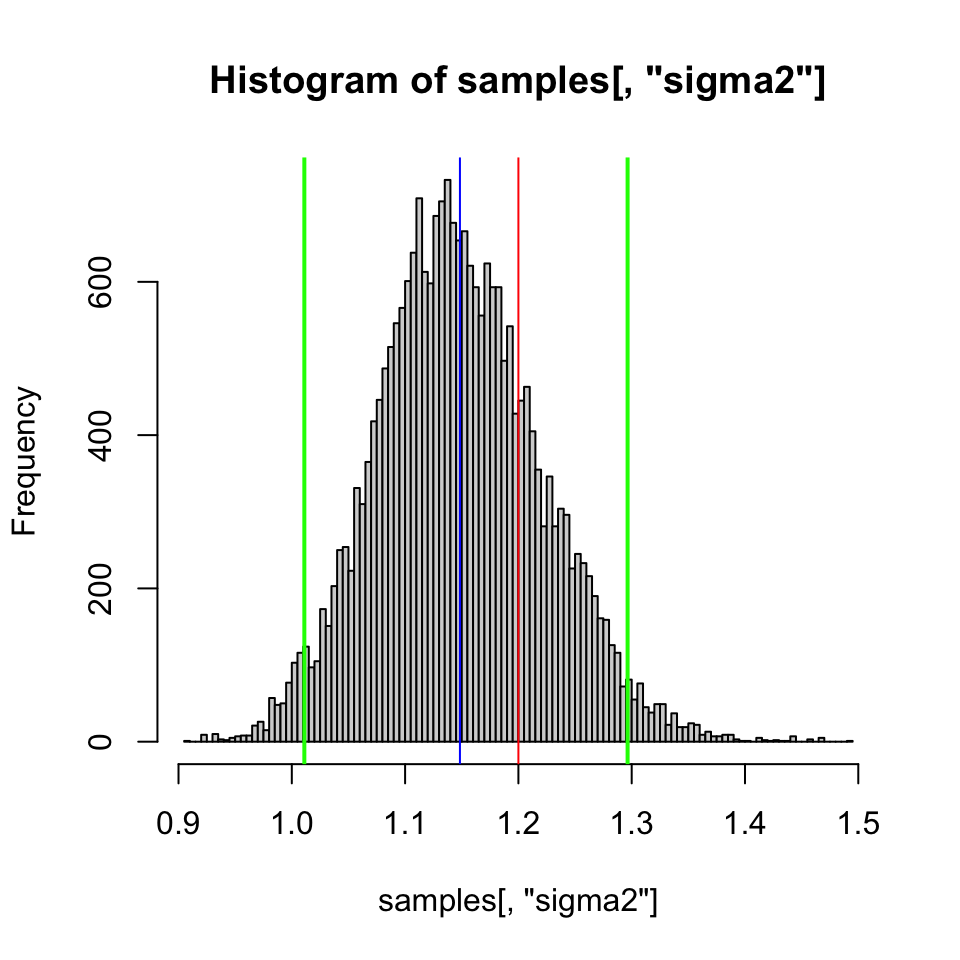 Histogram of samples[, "sigma2"]
Frequency
600
400
200
0
0.9 1.0 1.1 1.2 1.3 1.4 1.5
samples[, "sigma2"]